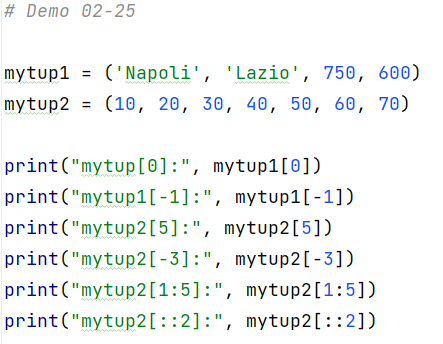 # Demo 02-25
mytup1 = ('Napoli', 'Lazio', 750, 600)
mytup2 = (10, 20, 30, 40, 50, 60, 70)
print("mytup[0]:", mytup1[0])
print("mytup1[-1]:", mytup1[-1])
print("mytup2[5]:", mytup2[5])
print("mytup2[-3]:", mytup2[-3])
print("mytup2[1:5]:", mytup2[1:5])
print("mytup2[::2]:", mytup2[::2])